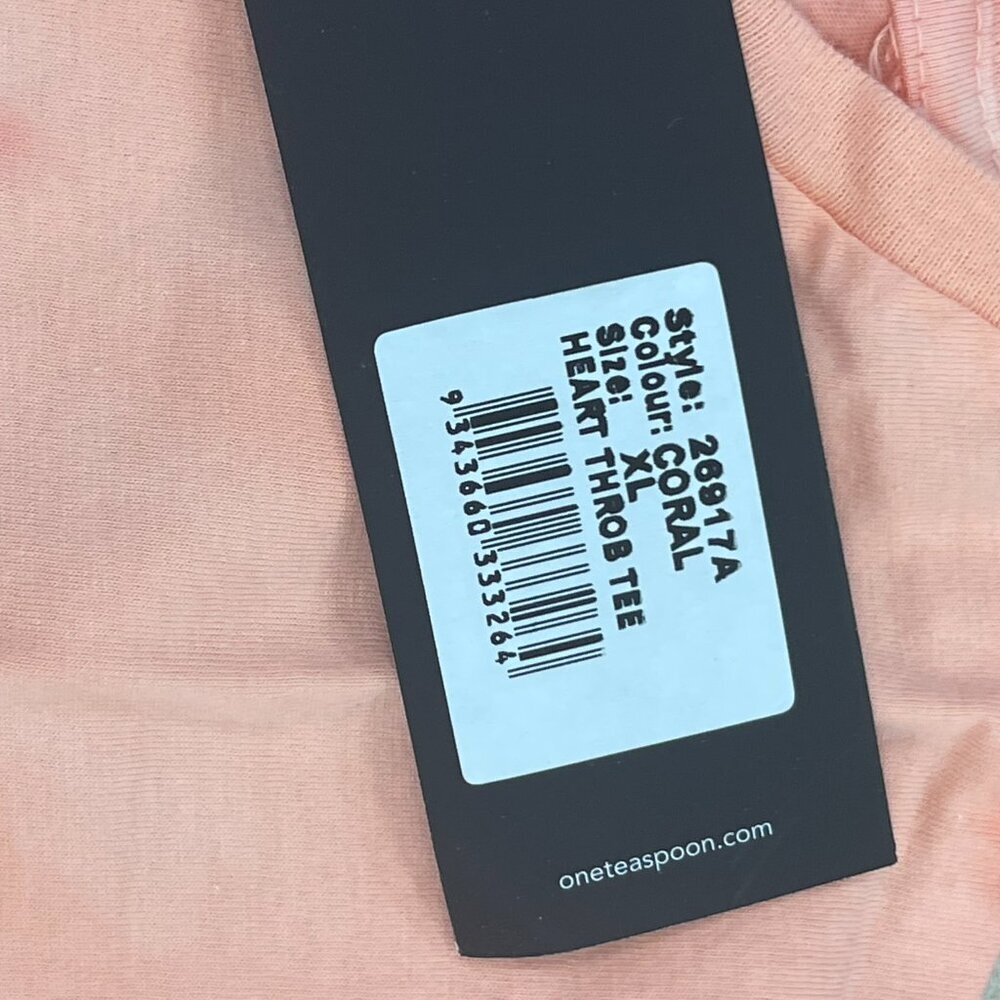 Style: 26917A
Colour: CORAL
Size: XL
HEART THROB TEE
9 343660 333264
oneteaspoon.com